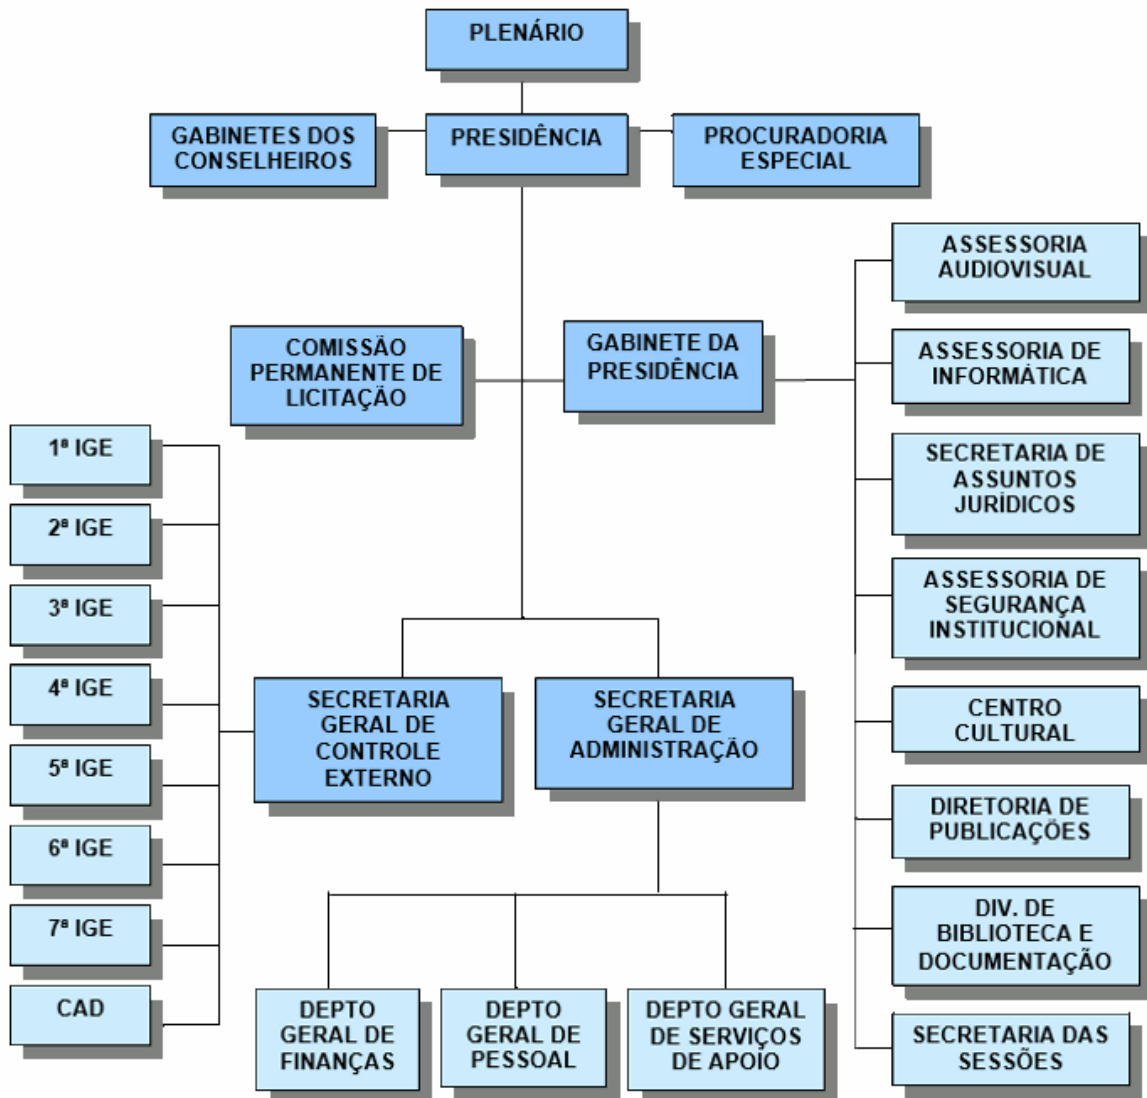 PLENÁRIO
GABINETES DOS
CONSELHEIROS
PRESIDÊNCIA
PROCURADORIA
ESPECIAL
ASSESSORIA
AUDIOVISUAL
COMISSÃO
PERMANENTE DE
LICITAÇÃO
GABINETE DA
PRESIDÊNCIA
ASSESSORIA DE
INFORMÁTICA
SECRETARIA DE
ASSUNTOS
JURÍDICOS
ASSESSORIA DE
SEGURANÇA
INSTITUCIONAL
CENTRO
CULTURAL
DIRETORIA DE
PUBLICAÇÕES
DIV. DE
BIBLIOTECA E
DOCUMENTAÇÃO
SECRETARIA DAS
SESSÕES
1ª IGE
2ª IGE
3ª IGE
4ª IGE
5ª IGE
6ª IGE
7ª IGE
CAD
SECRETARIA
GERAL DE
CONTROLE
EXTERNO
SECRETARIA
GERAL DE
ADMINISTRAÇÃO
DEPTO
GERAL DE
FINANÇAS
DEPTO
GERAL DE
PESSOAL
DEPTO GERAL
DE SERVIÇOS
DE APOIO